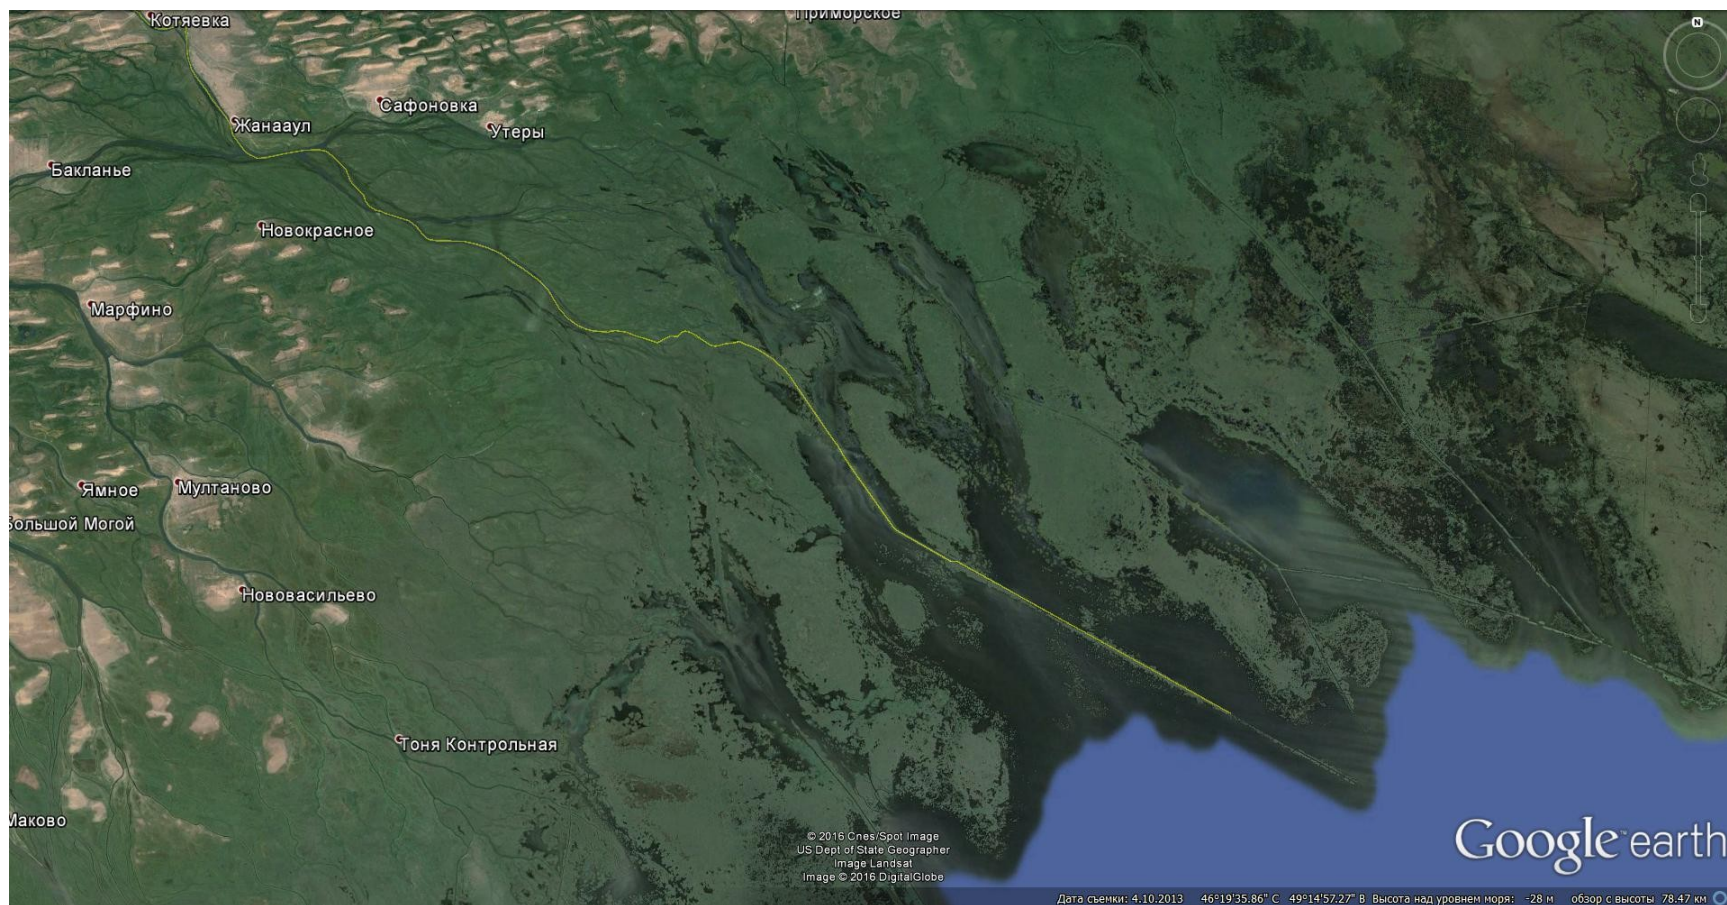 Котяевка
Приморское
Сафоновка
Жанааул
Утеры
Бакланье
Новокрасное
Марфино
Ямное
Мултаново
Большой Могой
Нововасильево
Тоня Контрольная
Маково
N
© 2016 Cnes/Spot Image
US Dept of State Geographer
Image Landsat
Image © 2016 DigitalGlobe
Google earth
Дата съемки: 4.10.2013 46°19'35.86" С 49°14'57.27" В Высота над уровнем моря: -28 м обзор с высоты 78.47 км